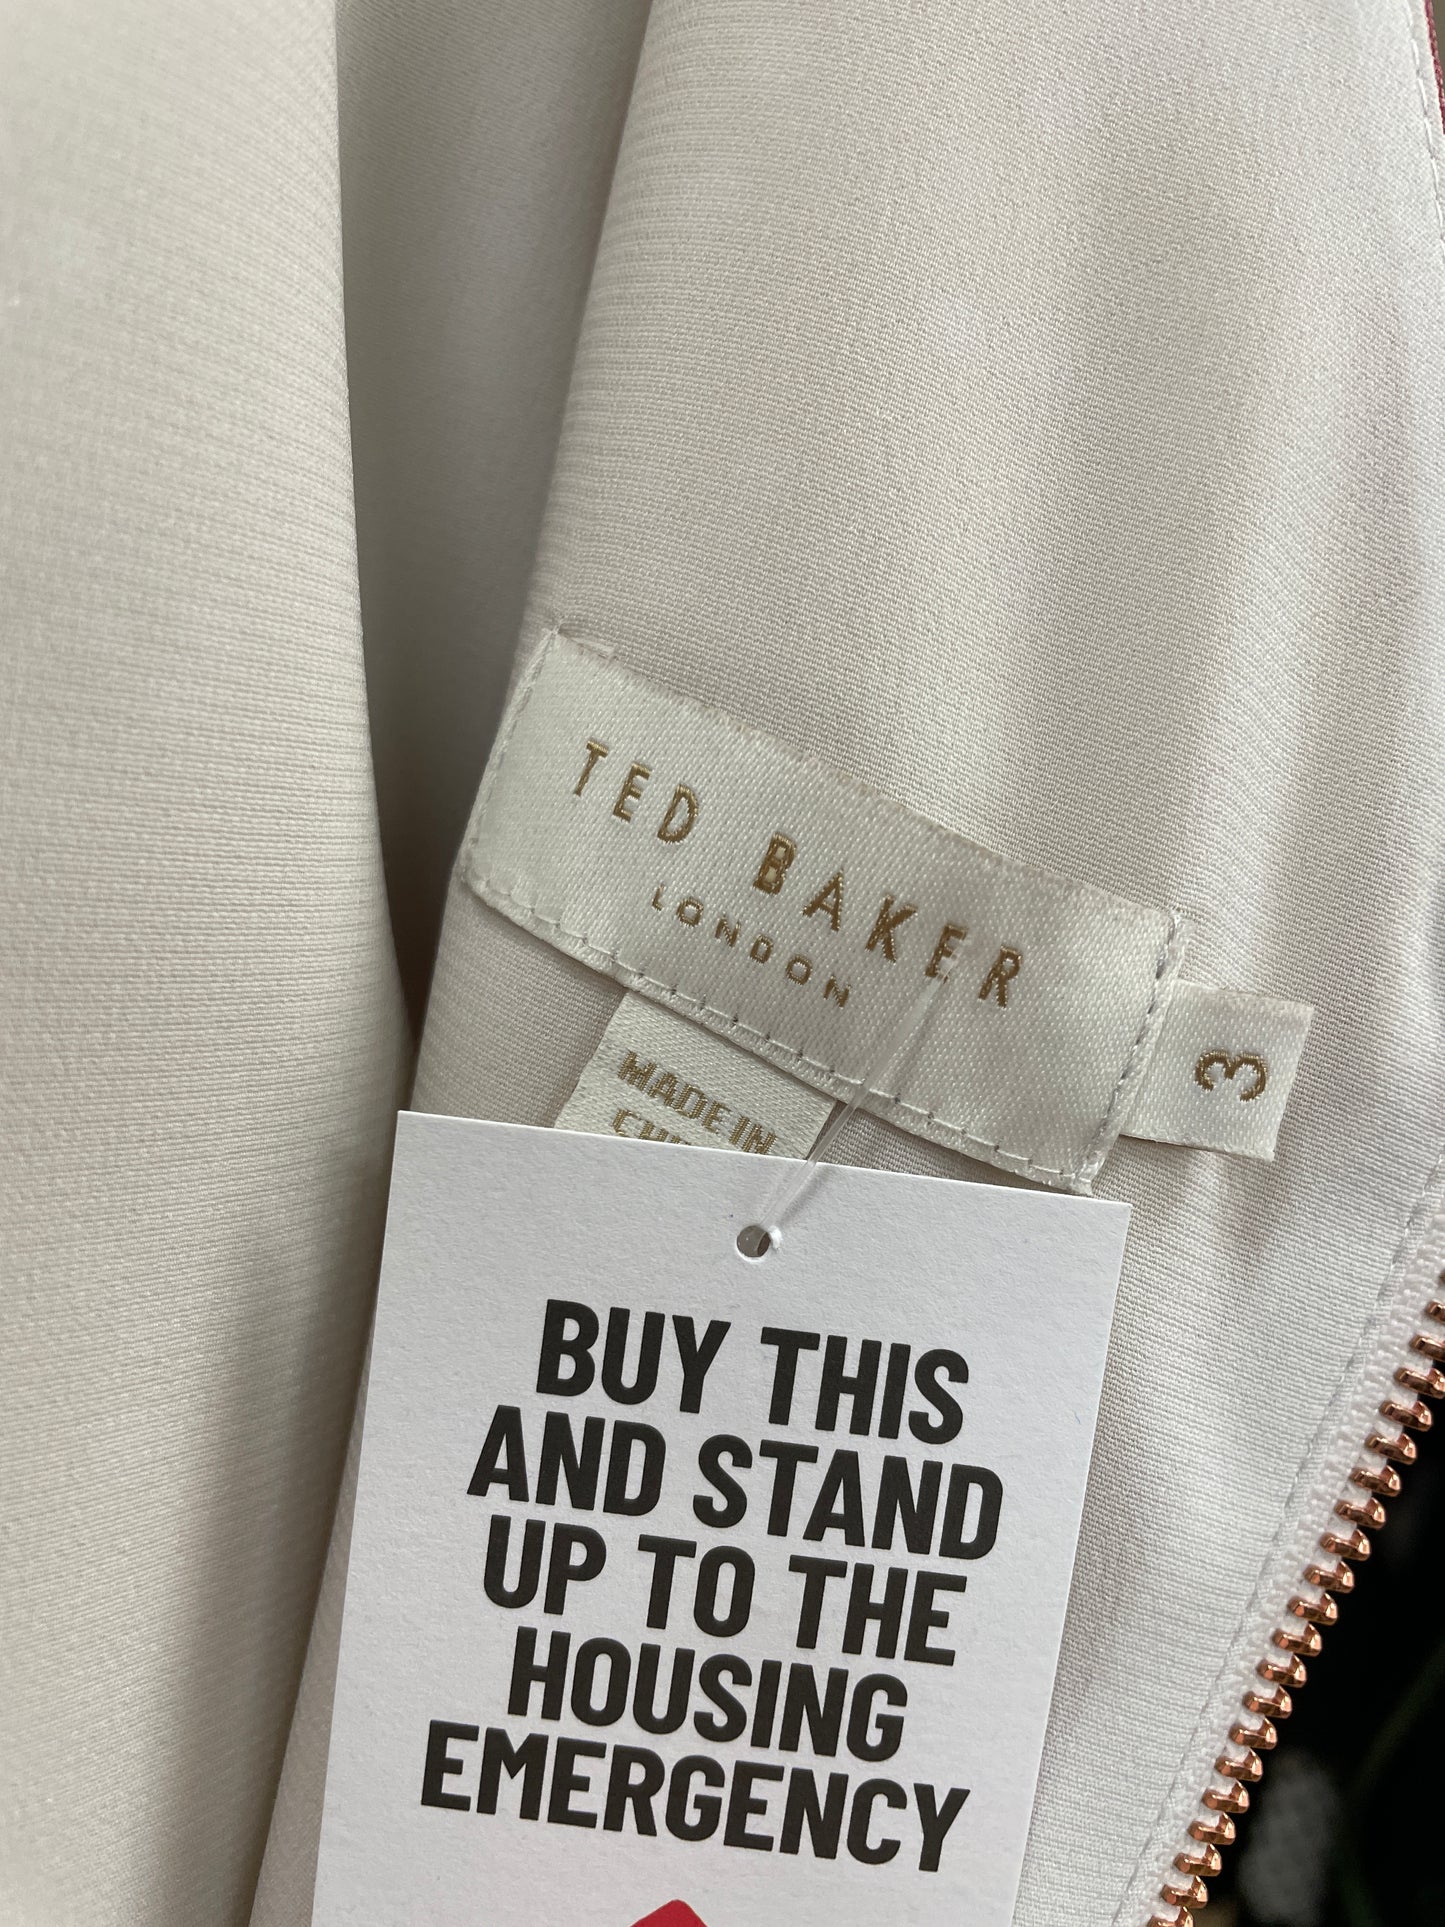 TED BAKER
LONDON
3
MADE IN
BUY THIS
AND STAND
UP TO THE
HOUSING
EMERGENCY